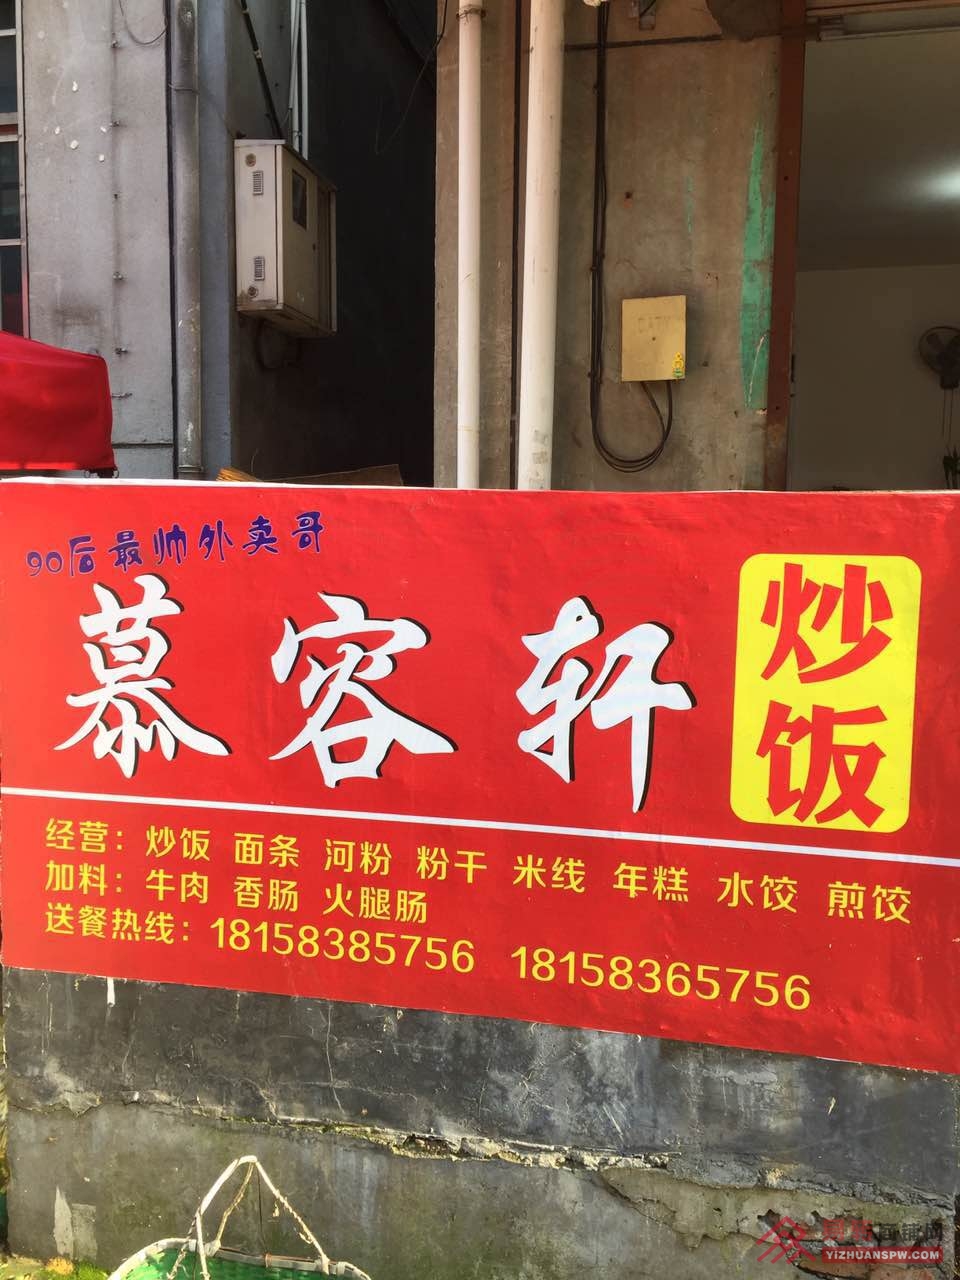 90后最帅外卖哥
慕容轩
炒饭
经营：炒饭 面条 河粉 粉干 米线 年糕 水饺 煎饺
加料：牛肉 香肠 火腿肠
送餐热线：18158385756 18158365756
YIZHUANSPW.COM